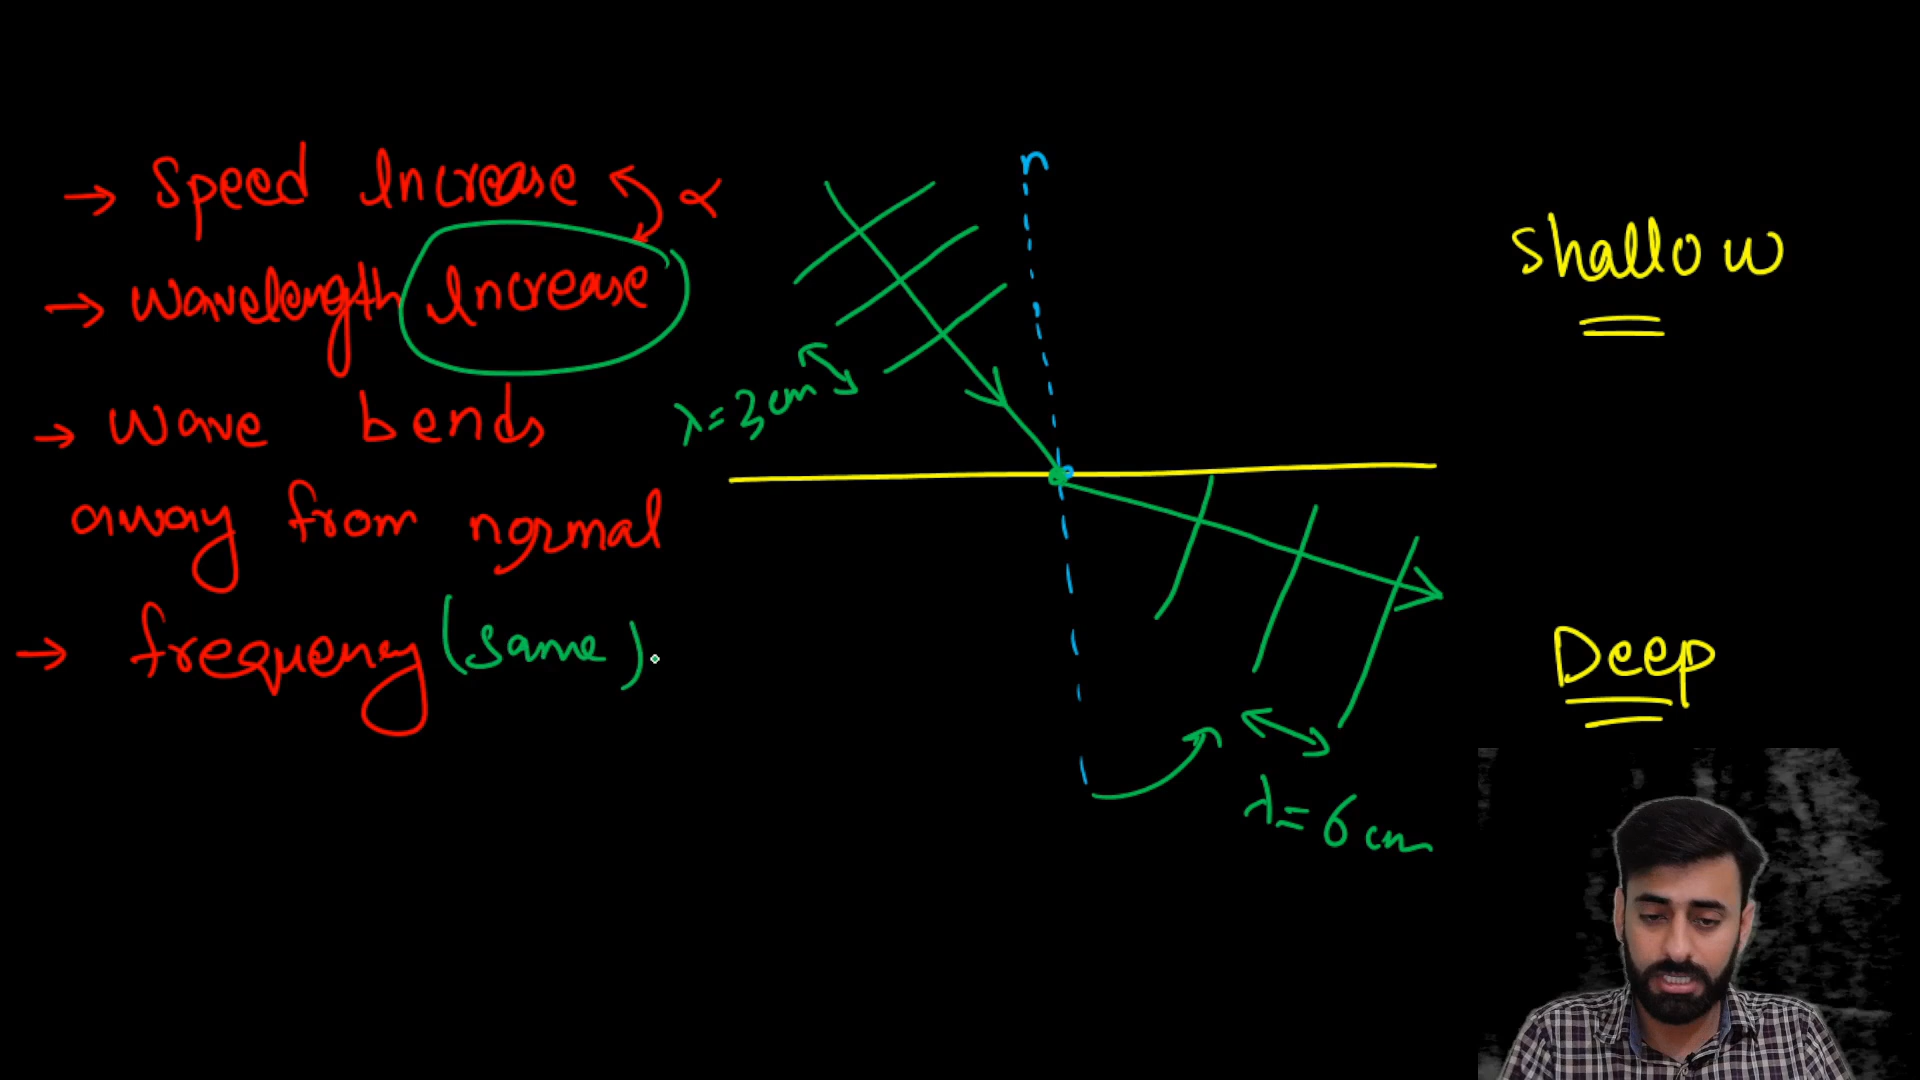 → Speed Increase ∝
→ Wavelength Increase
→ Wave bends
away from normal
→ frequency (same)
n
λ=3cm
λ=6cm
Shallow
Deep